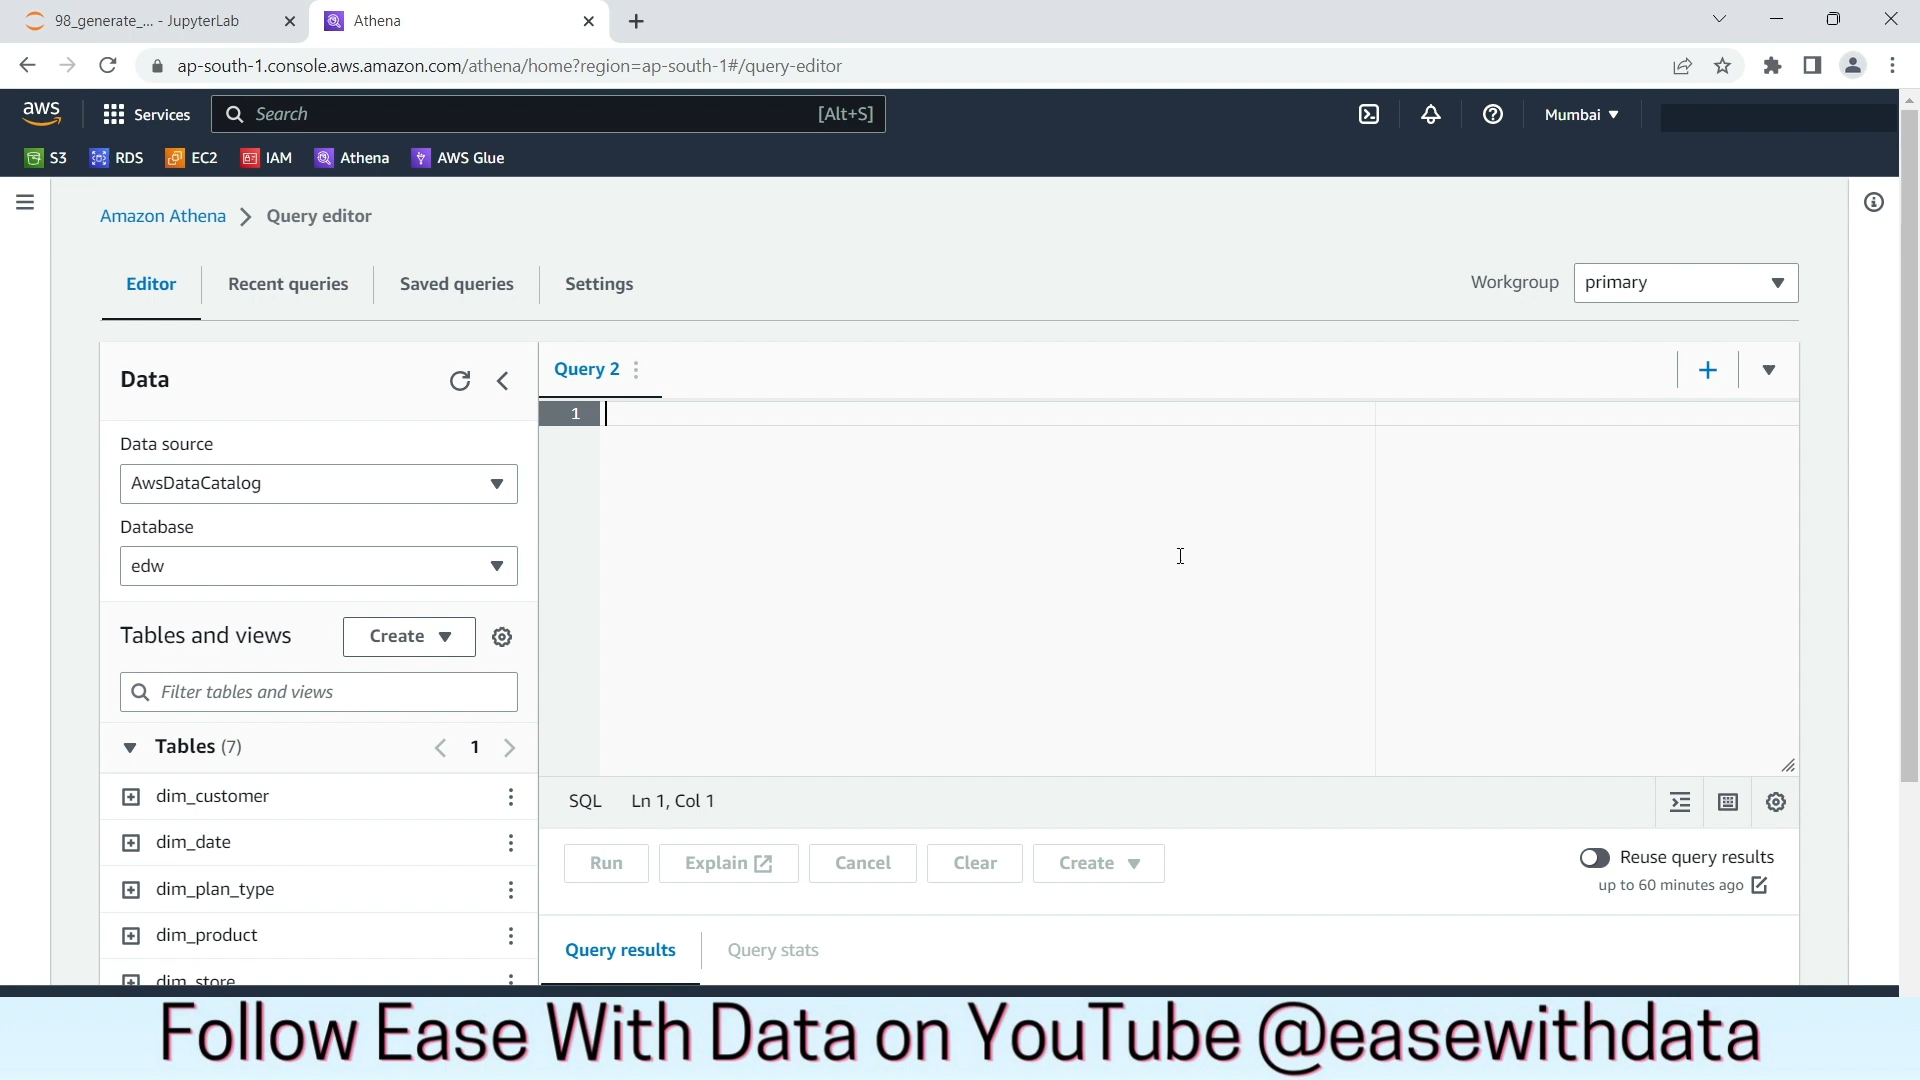 98_generate_... - JupyterLab
Athena
ap-south-1.console.aws.amazon.com/athena/home?region=ap-south-1#/query-editor
aws
Services
Search
[Alt+S]
Mumbai
S3
RDS
EC2
IAM
Athena
AWS Glue
Amazon Athena
Query editor
Editor
Recent queries
Saved queries
Settings
Workgroup
primary
Data
Query 2
1
Data source
AwsDataCatalog
Database
edw
Tables and views
Create
Filter tables and views
Tables (7)
1
dim_customer
dim_date
dim_plan_type
dim_product
dim_store
SQL
Ln 1, Col 1
Run
Explain
Cancel
Clear
Create
Reuse query results
up to 60 minutes ago
Query results
Query stats
Follow Ease With Data on YouTube @easewithdata